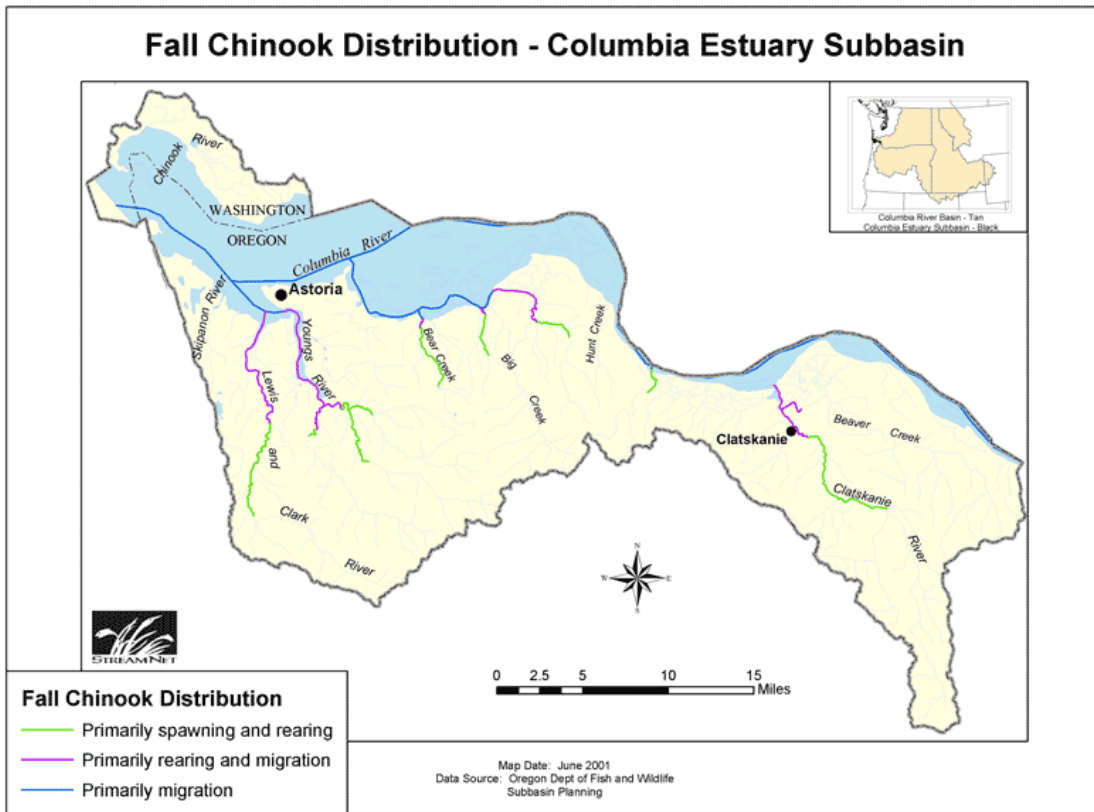 Fall Chinook Distribution - Columbia Estuary Subbasin
Columbia River Basin - Tan
Columbia Estuary Subbasin - Black
Chinook River
WASHINGTON
OREGON
Columbia River
Astoria
Skipanon River
Youngs River
Lewis and Clark River
Bear Creek
Big Creek
Hunt Creek
Clatskanie
Beaver Creek
Clatskanie River
N
W E
S
0 2.5 5 10 15
Miles
STREAMNET
Fall Chinook Distribution
Primarily spawning and rearing
Primarily rearing and migration
Primarily migration
Map Date: June 2001
Data Source: Oregon Dept of Fish and Wildlife
Subbasin Planning